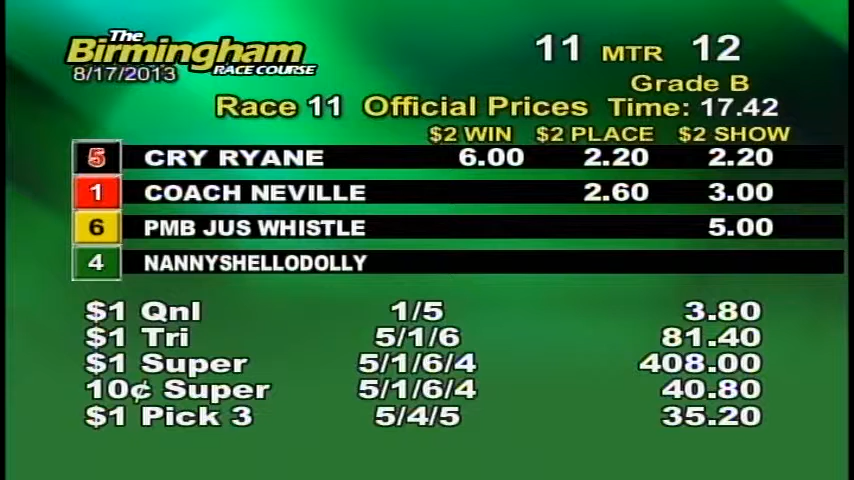 The
Birmingham
RACE COURSE
8/17/2013
11 MTR 12
Grade B
Race 11 Official Prices Time: 17.42
$2 WIN $2 PLACE $2 SHOW
5 CRY RYANE 6.00 2.20 2.20
1 COACH NEVILLE 2.60 3.00
6 PMB JUS WHISTLE 5.00
4 NANNYSHELLODOLLY
$1 Qnl 1/5 3.80
$1 Tri 5/1/6 81.40
$1 Super 5/1/6/4 408.00
10¢ Super 5/1/6/4 40.80
$1 Pick 3 5/4/5 35.20